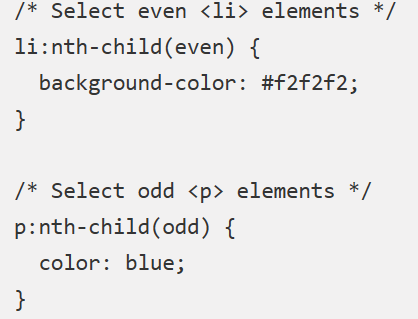 /* Select even <li> elements */
li:nth-child(even) {
  background-color: #f2f2f2;
}

/* Select odd <p> elements */
p:nth-child(odd) {
  color: blue;
}